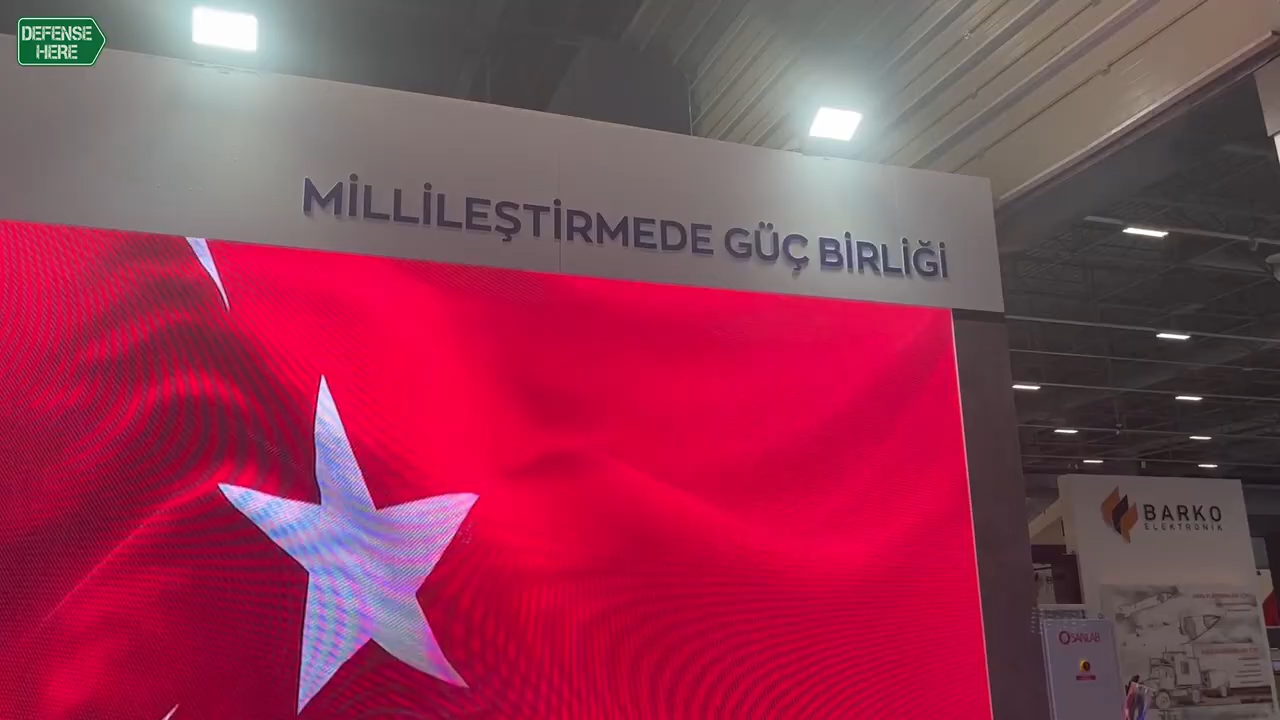 DEFENSE
HERE
MİLLİLEŞTİRMEDE GÜÇ BİRLİĞİ
BARKO
ELEKTRONİK
SANLAB